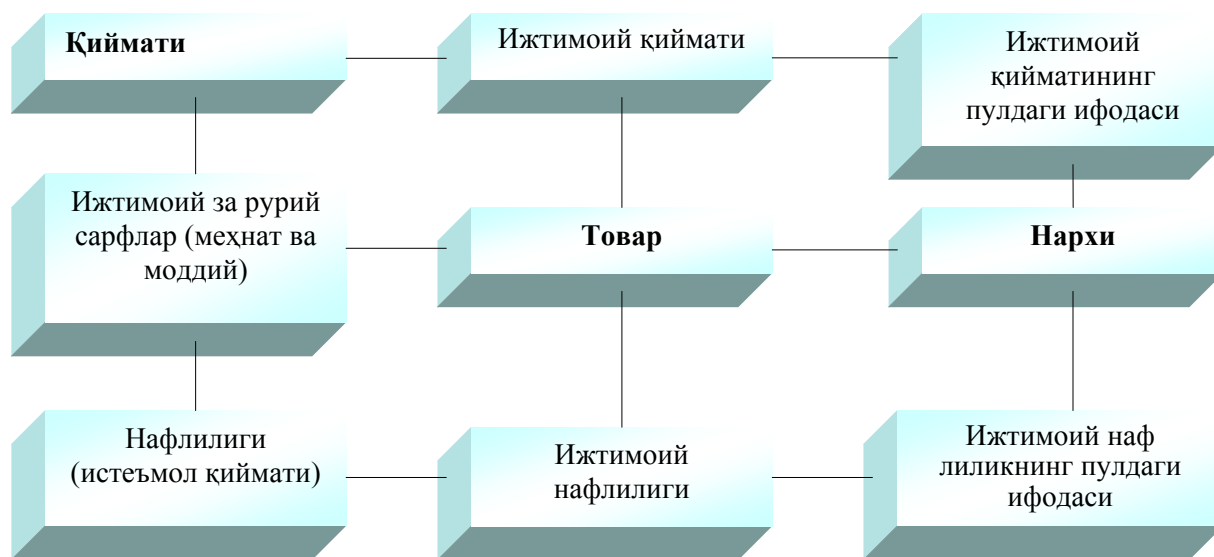 Қиймати
Ижтимоий қиймати
Ижтимоий
қийматининг
пулдаги ифодаси
Ижтимоий за рурий
сарфлар (меҳнат ва
моддий)
Товар
Нархи
Нафлилиги
(истеъмол қиймати)
Ижтимоий
нафлилиги
Ижтимоий наф
лиликнинг пулдаги
ифодаси